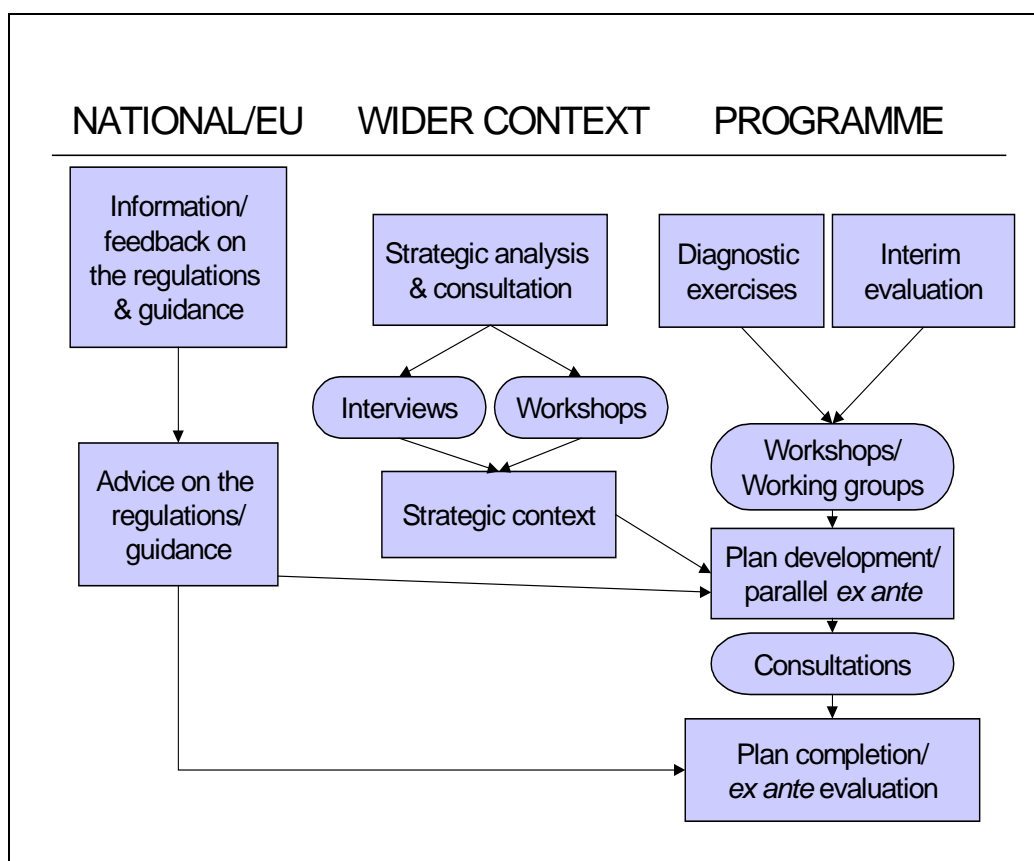 NATIONAL/EU
WIDER CONTEXT
PROGRAMME
Information/
feedback on
the regulations
& guidance
Strategic analysis
& consultation
Diagnostic
exercises
Interim
evaluation
Interviews
Workshops
Workshops/
Working groups
Advice on the
regulations/
guidance
Strategic context
Plan development/
parallel ex ante
Consultations
Plan completion/
ex ante evaluation